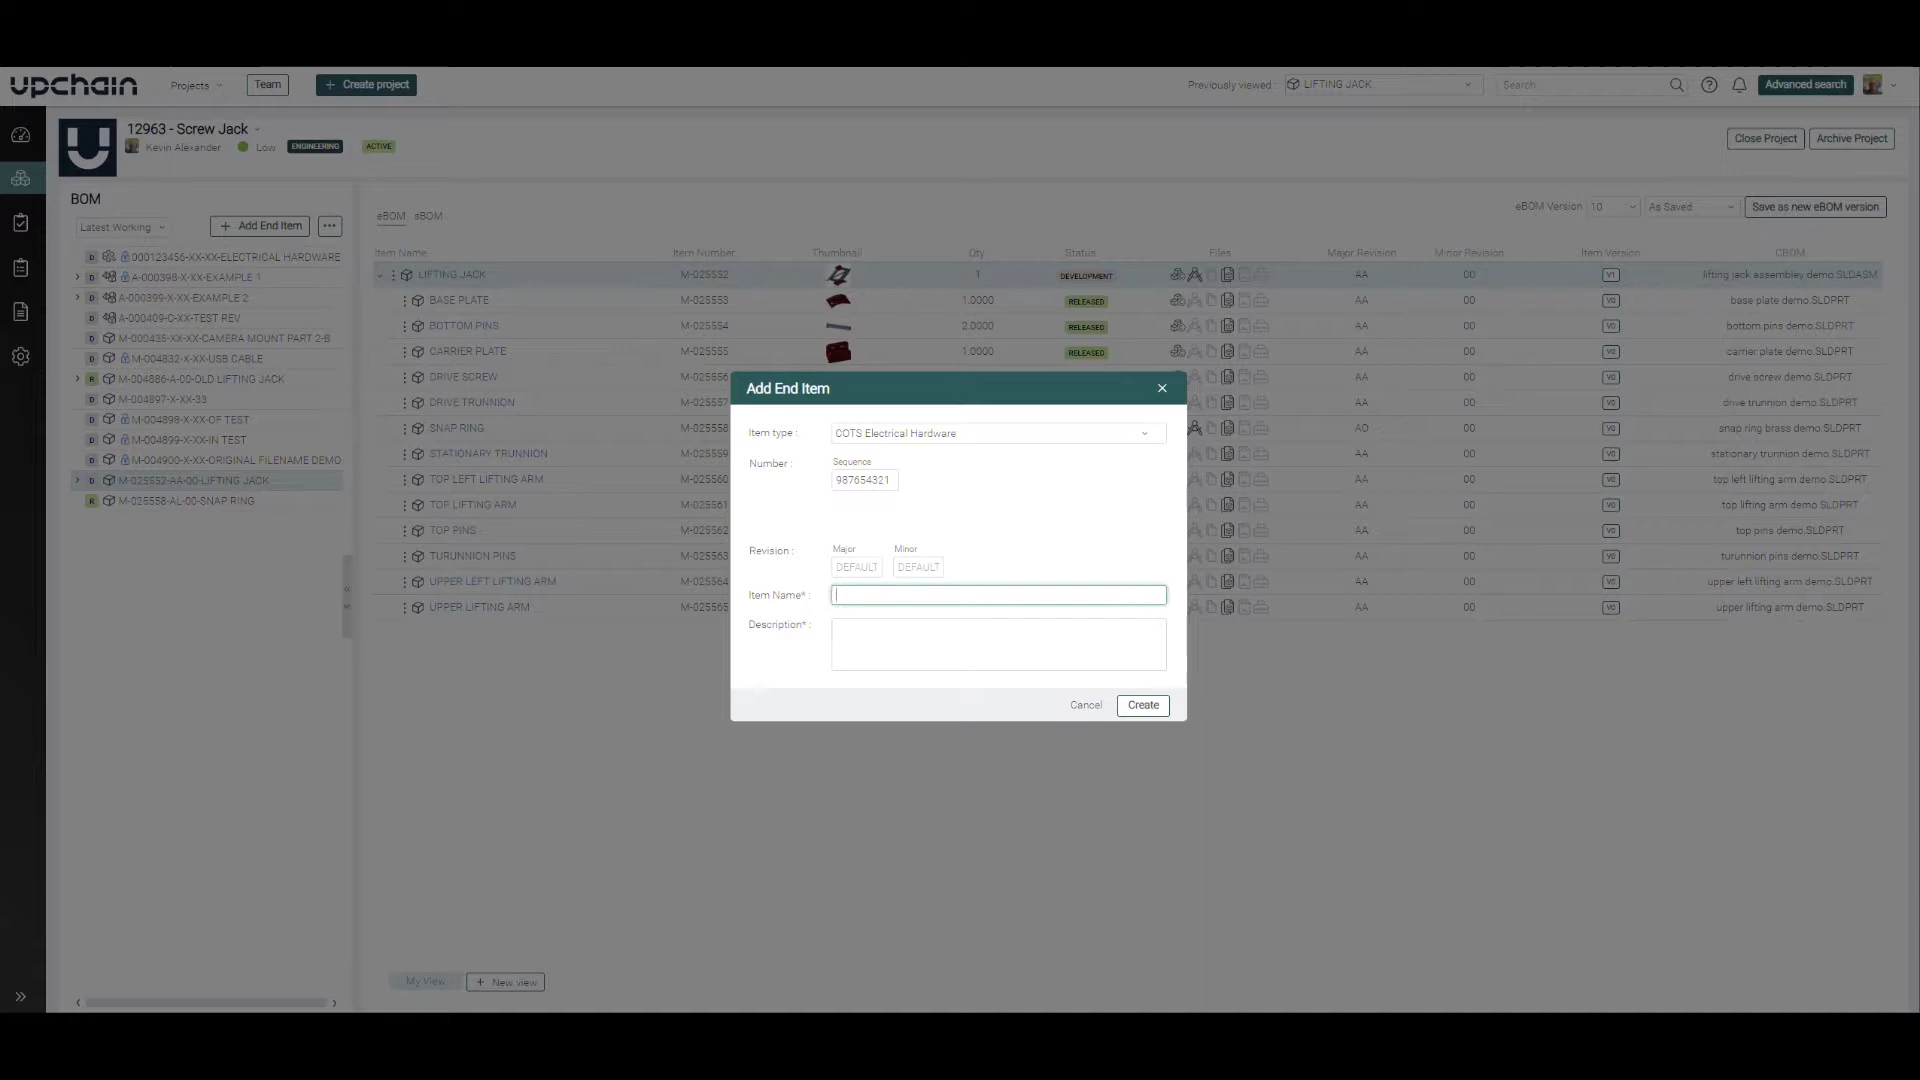 upchain Projects Team + Create project Previously viewed : LIFTING JACK Search Advanced search
12963 - Screw Jack
Kevin Alexander Low ENGINEERING ACTIVE Close Project Archive Project
BOM
Latest Working + Add End Item ...
D 000123456-XX-XX-ELECTRICAL HARDWARE
D A-000398-X-XX-EXAMPLE 1
D A-000399-X-XX-EXAMPLE 2
D A-000409-C-XX-TEST REV
D M-000435-XX-XX-CAMERA MOUNT PART 2-B
D M-004832-X-XX-USB CABLE
R M-004886-A-00-OLD LIFTING JACK
D M-004897-X-XX-33
D M-004898-X-XX-OF TEST
D M-004899-X-XX-IN TEST
D M-004900-X-XX-ORIGINAL FILENAME DEMO
D M-025552-AA-00-LIFTING JACK
R M-025558-AL-00-SNAP RING
eBOM sBOM eBOM Version 10 As Saved Save as new eBOM version
Item Name Item Number Thumbnail Qty Status Files Major Revision Minor Revision Item Version CBOM
LIFTING JACK M-025552 1 DEVELOPMENT AA 00 V1 lifting jack assembley demo.SLDASM
BASE PLATE M-025553 1.0000 RELEASED AA 00 V0 base plate demo.SLDPRT
BOTTOM PINS M-025554 2.0000 RELEASED AA 00 V0 bottom pins demo.SLDPRT
CARRIER PLATE M-025555 1.0000 RELEASED AA 00 V0 carrier plate demo.SLDPRT
DRIVE SCREW M-025556 AA 00 V0 drive screw demo.SLDPRT
DRIVE TRUNNION M-025557 AA 00 V0 drive trunnion demo.SLDPRT
SNAP RING M-025558 AO 00 V0 snap ring brass demo.SLDPRT
STATIONARY TRUNNION M-025559 AA 00 V0 stationary trunnion demo.SLDPRT
TOP LEFT LIFTING ARM M-025560 AA 00 V0 top left lifting arm demo.SLDPRT
TOP LIFTING ARM M-025561 AA 00 V0 top lifting arm demo.SLDPRT
TOP PINS M-025562 AA 00 V0 top pins demo.SLDPRT
TURUNNION PINS M-025563 AA 00 V0 turunnion pins demo.SLDPRT
UPPER LEFT LIFTING ARM M-025564 AA 00 V0 upper left lifting arm demo.SLDPRT
UPPER LIFTING ARM M-025565 AA 00 V0 upper lifting arm demo.SLDPRT
Add End Item
Item type : COTS Electrical Hardware
Number : Sequence
987654321
Revision : Major Minor
DEFAULT DEFAULT
Item Name* :
Description* :
Cancel Create
My View + New view